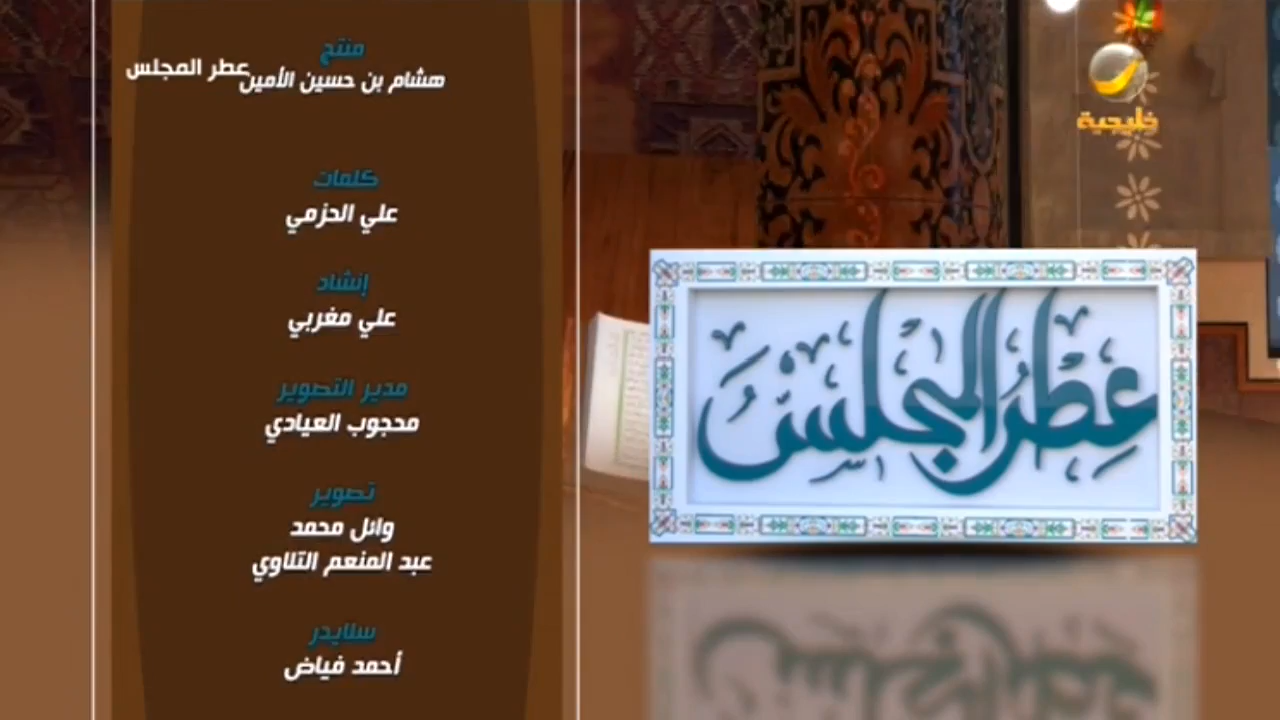 منتج
هشام بن حسين الأمين
عطر المجلس
كلمات
علي الحزمي
إنشاد
علي مغربي
مدير التصوير
محجوب العيادي
تصوير
وائل محمد
عبد المنعم التلاوي
سلايدر
أحمد فياض
خليجية
عطر المجلس